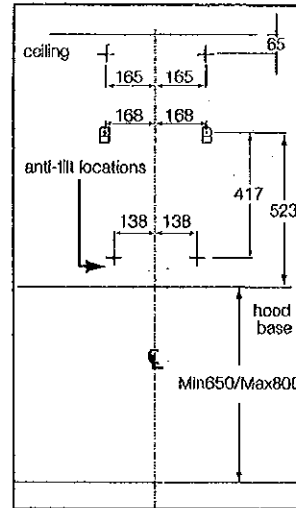 ceiling
65
165 165
168 168
B B
anti-tilt locations
417
523
138 138
hood
base
℄
Min650/Max800